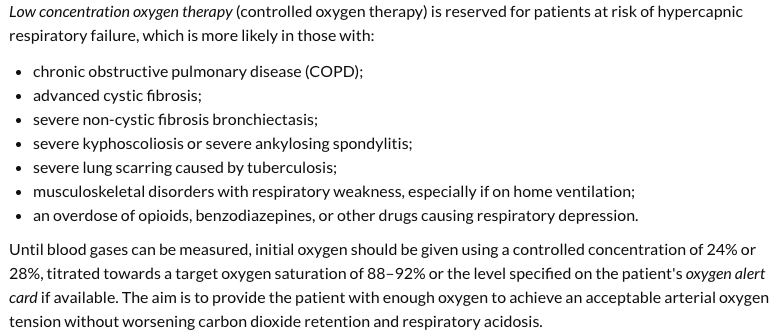 Low concentration oxygen therapy (controlled oxygen therapy) is reserved for patients at risk of hypercapnic
respiratory failure, which is more likely in those with:
• chronic obstructive pulmonary disease (COPD);
• advanced cystic fibrosis;
• severe non-cystic fibrosis bronchiectasis;
• severe kyphoscoliosis or severe ankylosing spondylitis;
• severe lung scarring caused by tuberculosis;
• musculoskeletal disorders with respiratory weakness, especially if on home ventilation;
• an overdose of opioids, benzodiazepines, or other drugs causing respiratory depression.
Until blood gases can be measured, initial oxygen should be given using a controlled concentration of 24% or
28%, titrated towards a target oxygen saturation of 88–92% or the level specified on the patient's oxygen alert
card if available. The aim is to provide the patient with enough oxygen to achieve an acceptable arterial oxygen
tension without worsening carbon dioxide retention and respiratory acidosis.